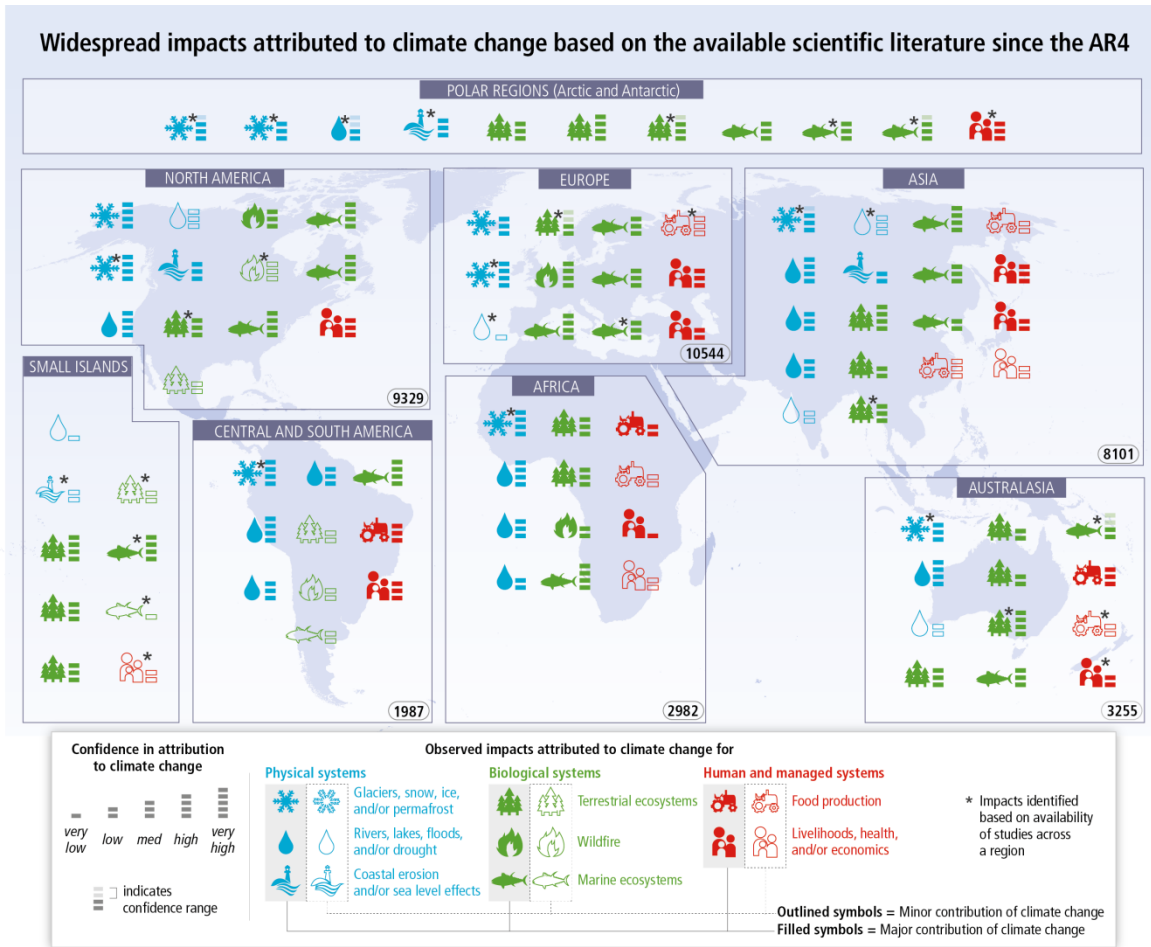 Widespread impacts attributed to climate change based on the available scientific literature since the AR4
POLAR REGIONS (Arctic and Antarctic)
* * * * * * * *
NORTH AMERICA
* * *
9329
EUROPE
* * * * *
10544
ASIA
* * *
8101
SMALL ISLANDS
* * * * *
CENTRAL AND SOUTH AMERICA
*
1987
AFRICA
*
2982
AUSTRALASIA
* * * * *
3255
Confidence in attribution
to climate change
very
low
low
med
high
very
high
indicates
confidence range
Observed impacts attributed to climate change for
Physical systems
Glaciers, snow, ice,
and/or permafrost
Rivers, lakes, floods,
and/or drought
Coastal erosion
and/or sea level effects
Biological systems
Terrestrial ecosystems
Wildfire
Marine ecosystems
Human and managed systems
Food production
Livelihoods, health,
and/or economics
* Impacts identified
based on availability
of studies across
a region
Outlined symbols = Minor contribution of climate change
Filled symbols = Major contribution of climate change